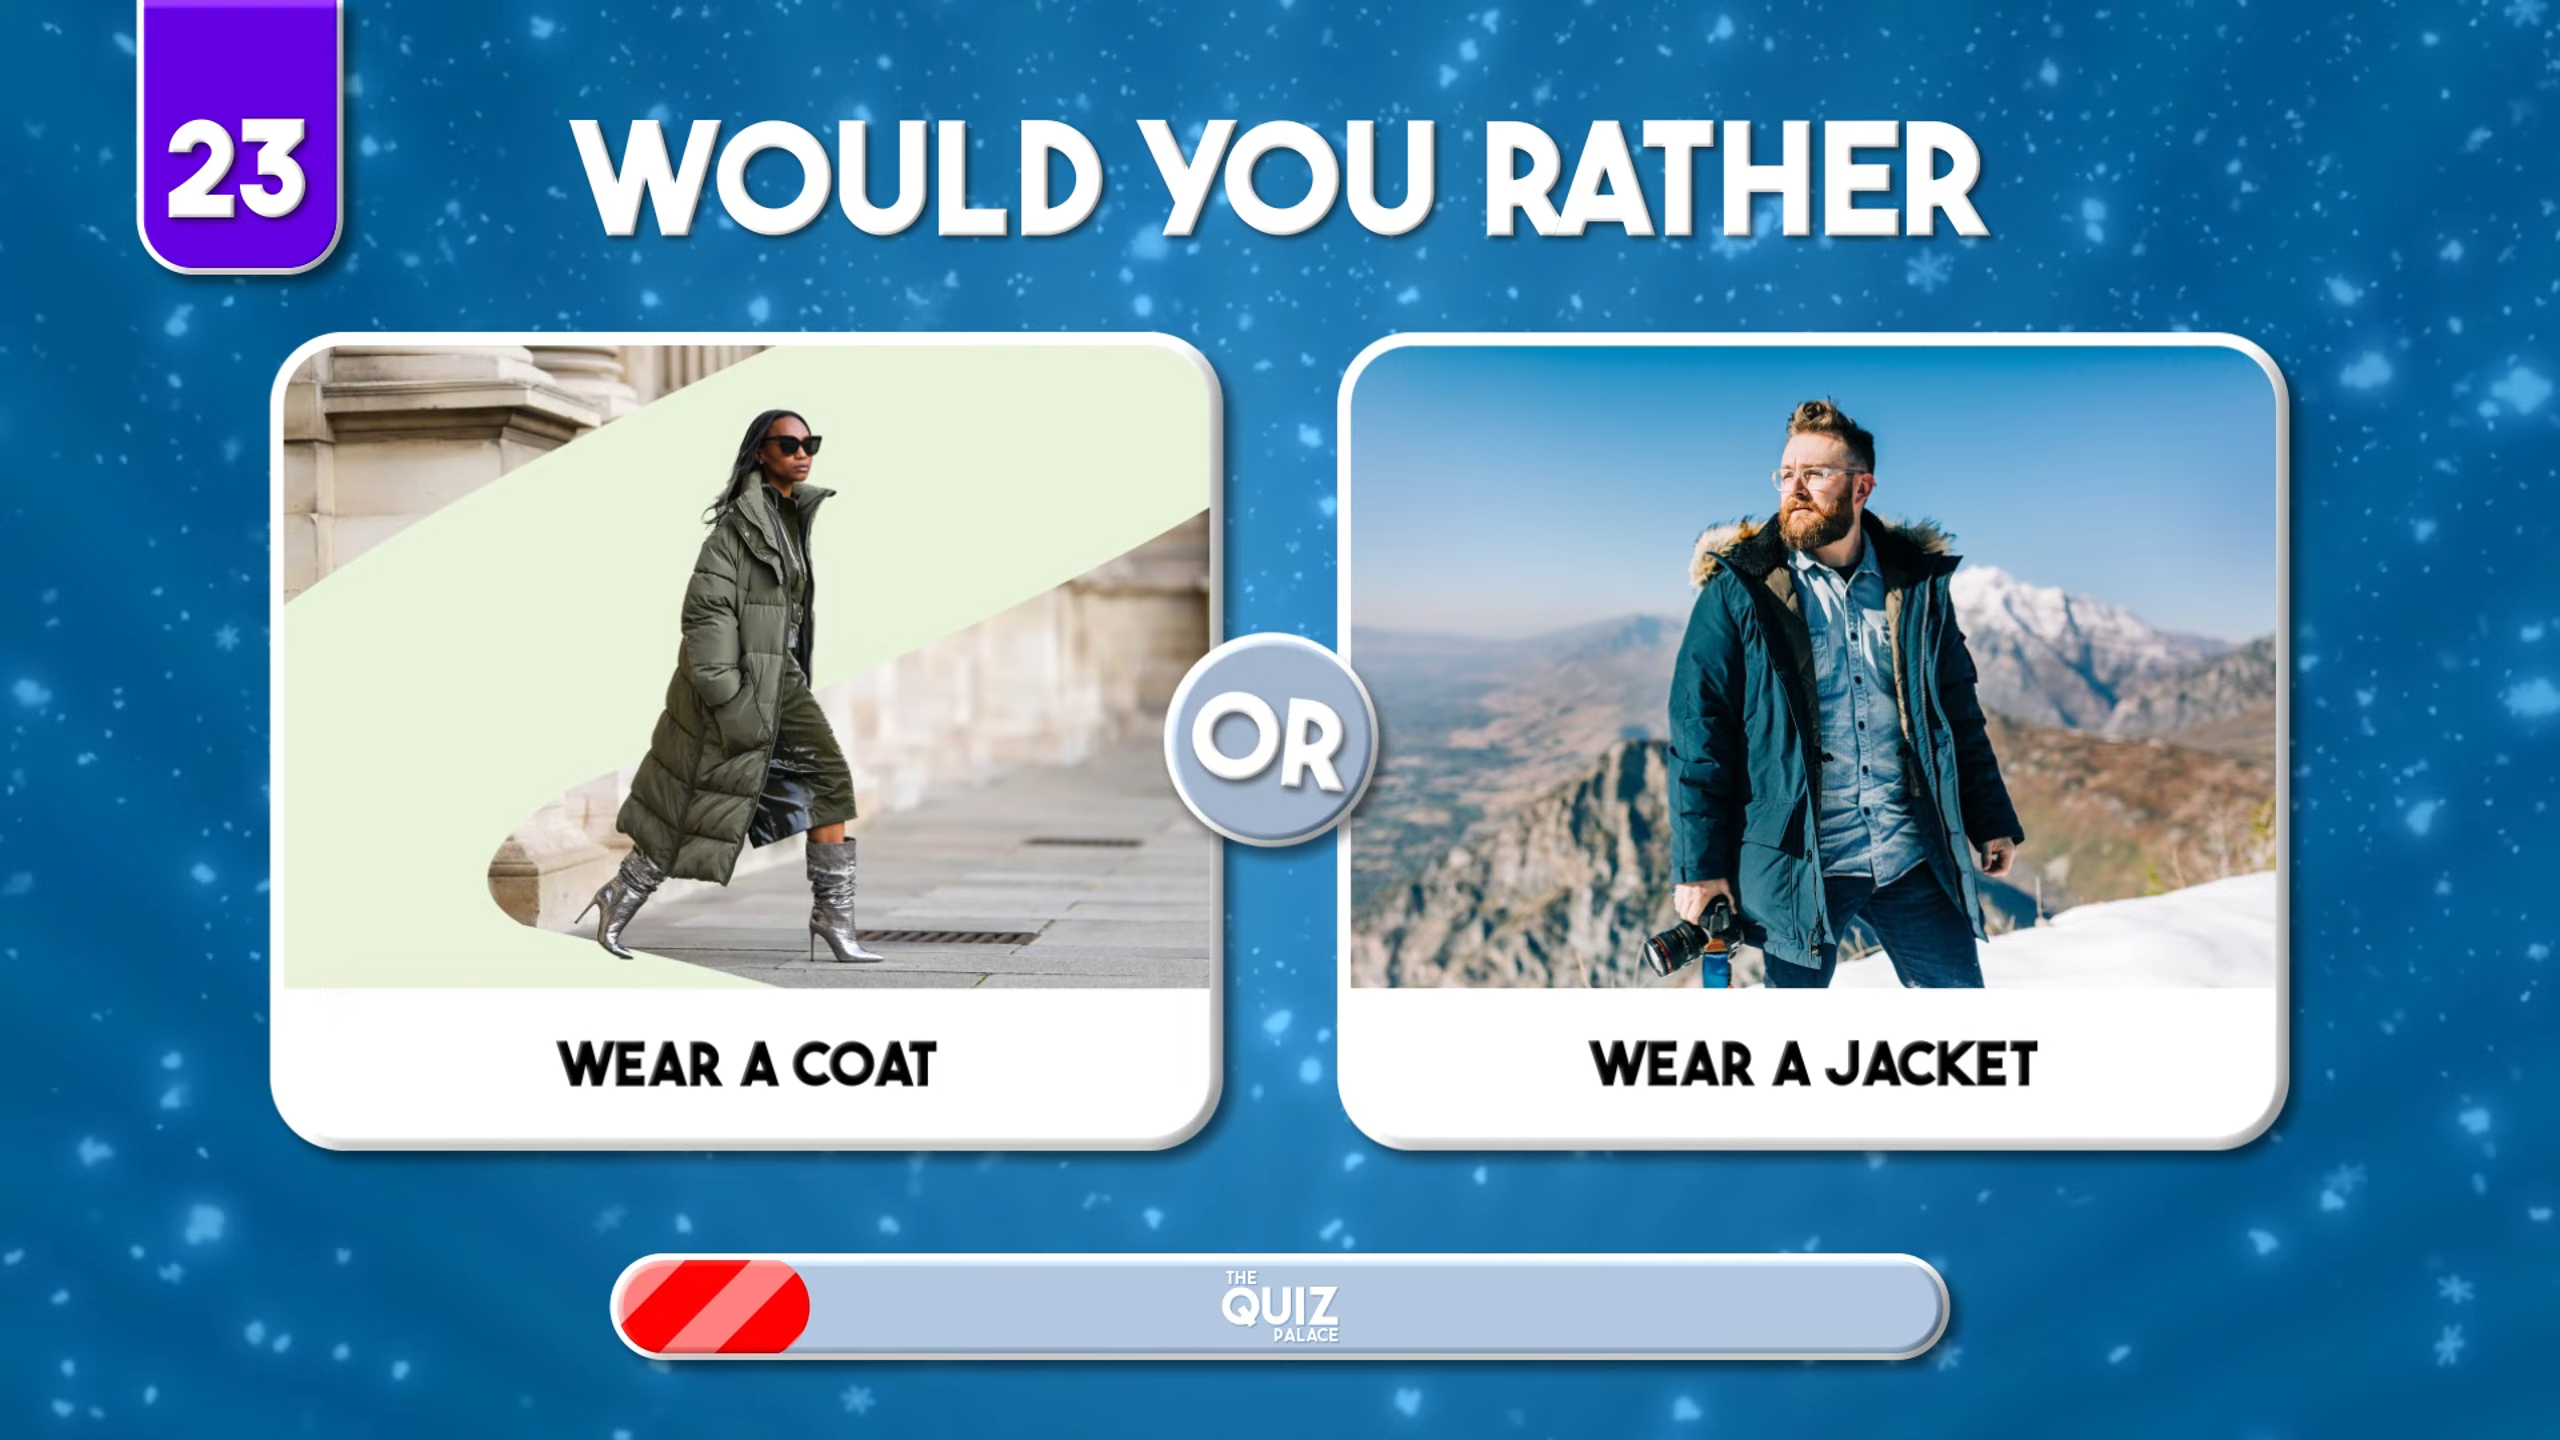 23
WOULD YOU RATHER
OR
WEAR A COAT
WEAR A JACKET
THE
QUIZ
PALACE